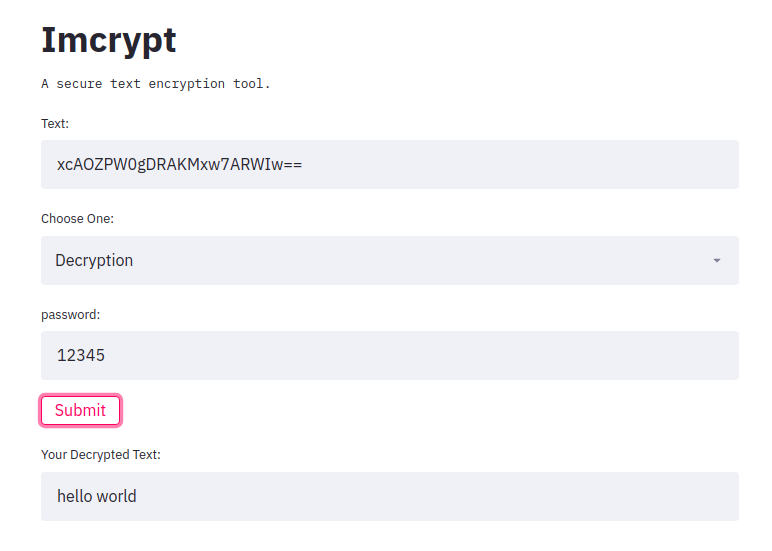 Imcrypt
A secure text encryption tool.
Text:
xcAOZPW0gDRAKMxw7ARWIw==
Choose One:
Decryption
password:
12345
Submit
Your Decrypted Text:
hello world